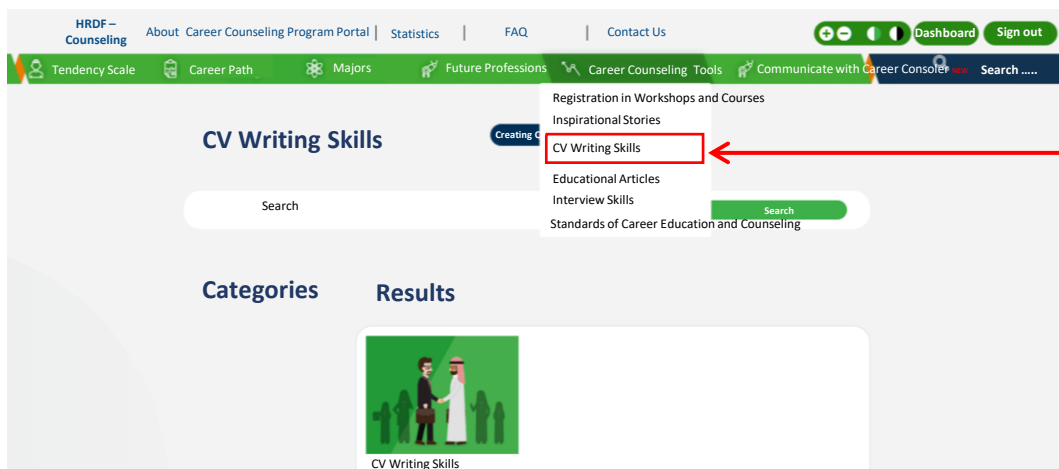 HRDF –
Counseling
About Career Counseling Program Portal | Statistics | FAQ | Contact Us
Dashboard
Sign out
Tendency Scale
Career Path
Majors
Future Professions
Career Counseling Tools
Communicate with Career Consoler
NEW
Search .....
Registration in Workshops and Courses
Inspirational Stories
CV Writing Skills
Educational Articles
Interview Skills
Standards of Career Education and Counseling
CV Writing Skills
Creating
Search
Search
Categories
Results
CV Writing Skills